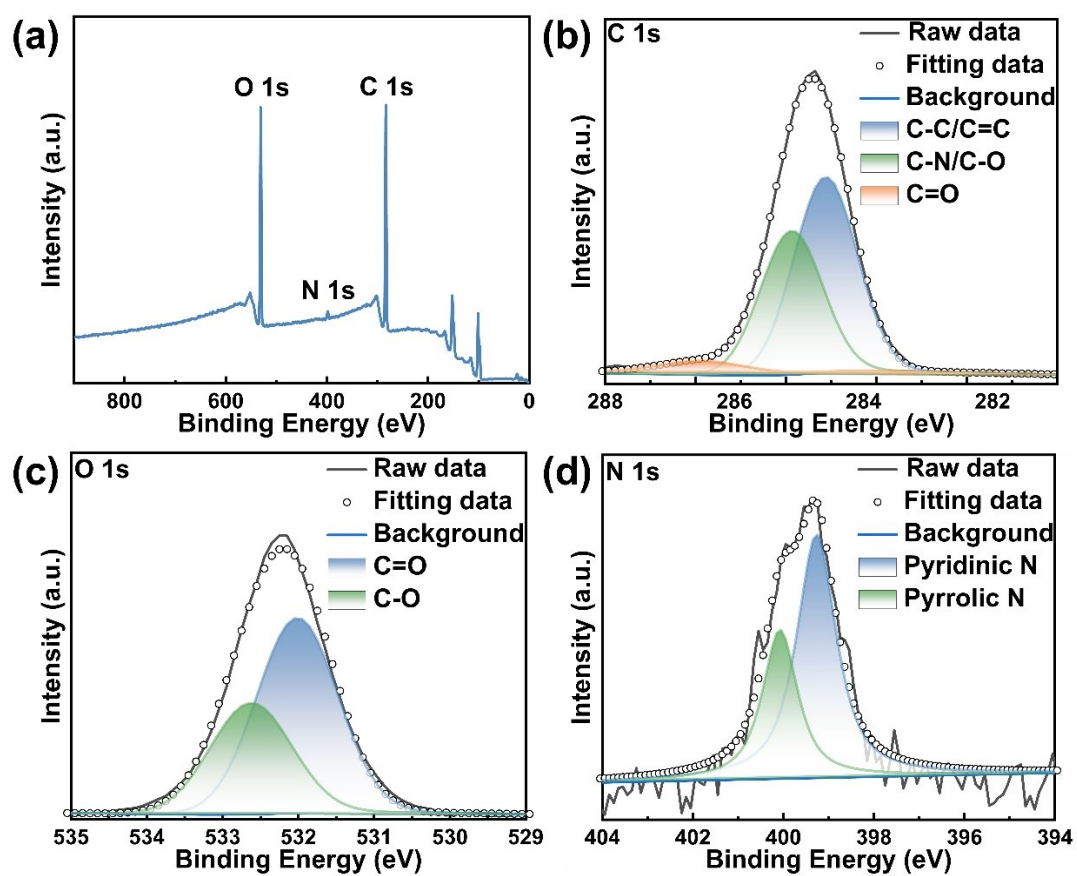 (a)
O 1s
C 1s
N 1s
Intensity (a.u.)
800
600
400
200
0
Binding Energy (eV)
(b)
C 1s
Raw data
Fitting data
Background
C-C/C=C
C-N/C-O
C=O
Intensity (a.u.)
288
286
284
282
Binding Energy (eV)
(c)
O 1s
Raw data
Fitting data
Background
C=O
C-O
Intensity (a.u.)
535
534
533
532
531
530
529
Binding Energy (eV)
(d)
N 1s
Raw data
Fitting data
Background
Pyridinic N
Pyrrolic N
Intensity (a.u.)
404
402
400
398
396
394
Binding Energy (eV)